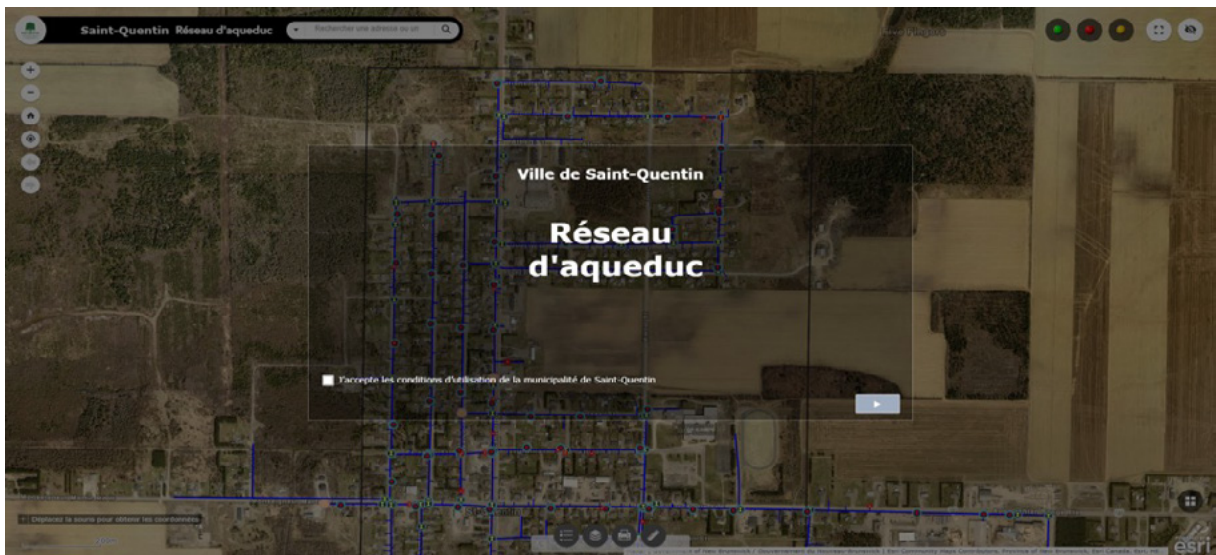 Saint-Quentin Réseau d'aqueduc
Rechercher une adresse ou un
Ville de Saint-Quentin
Réseau
d'aqueduc
J'accepte les conditions d'utilisation de la municipalité de Saint-Quentin
Déplacez la souris pour obtenir les coordonnées
esri